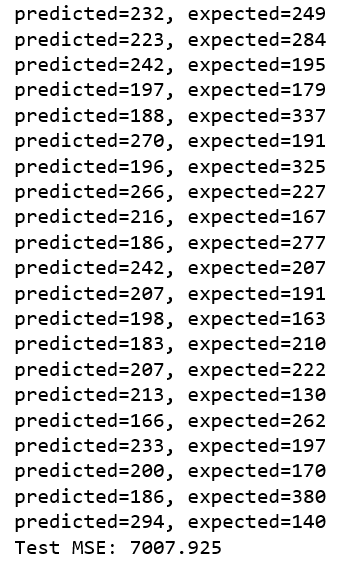 predicted=232, expected=249
predicted=223, expected=284
predicted=242, expected=195
predicted=197, expected=179
predicted=188, expected=337
predicted=270, expected=191
predicted=196, expected=325
predicted=266, expected=227
predicted=216, expected=167
predicted=186, expected=277
predicted=242, expected=207
predicted=207, expected=191
predicted=198, expected=163
predicted=183, expected=210
predicted=207, expected=222
predicted=213, expected=130
predicted=166, expected=262
predicted=233, expected=197
predicted=200, expected=170
predicted=186, expected=380
predicted=294, expected=140
Test MSE: 7007.925